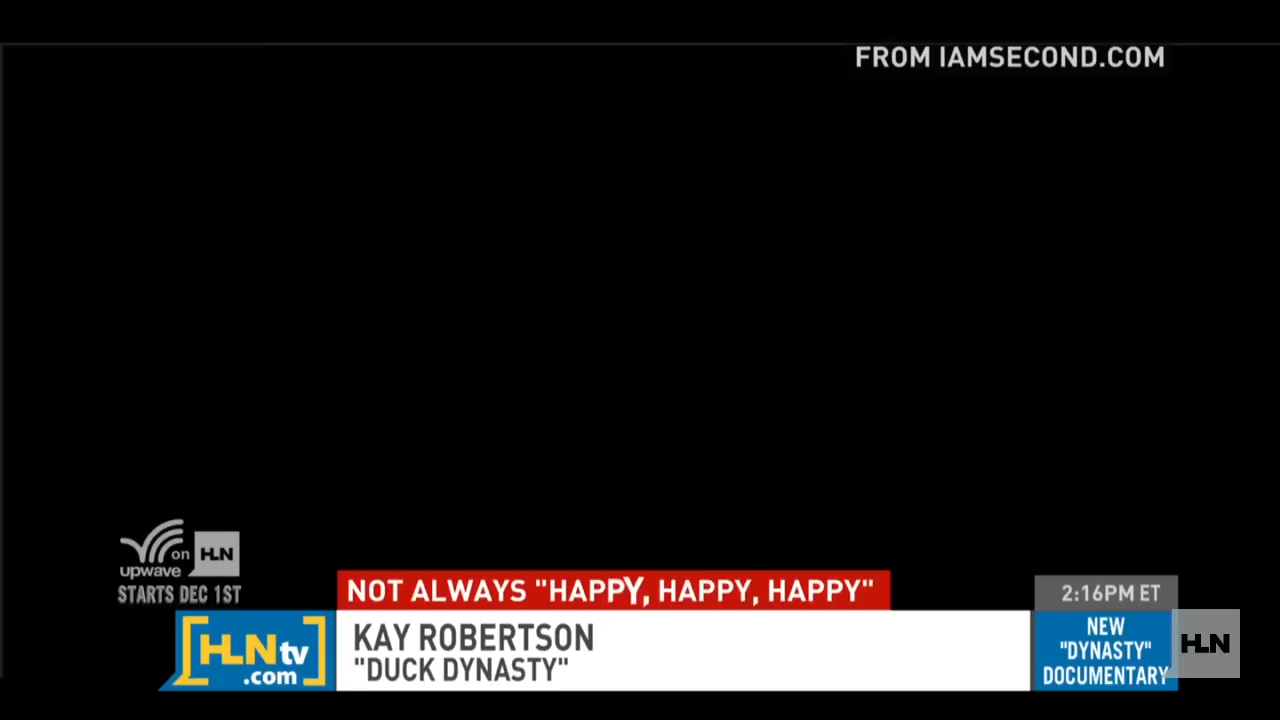 FROM IAMSECOND.COM
upwave on HLN
STARTS DEC 1ST
NOT ALWAYS "HAPPY, HAPPY, HAPPY"
2:16PM ET
HLNtv
.com
KAY ROBERTSON
"DUCK DYNASTY"
NEW
"DYNASTY"
DOCUMENTARY
HLN